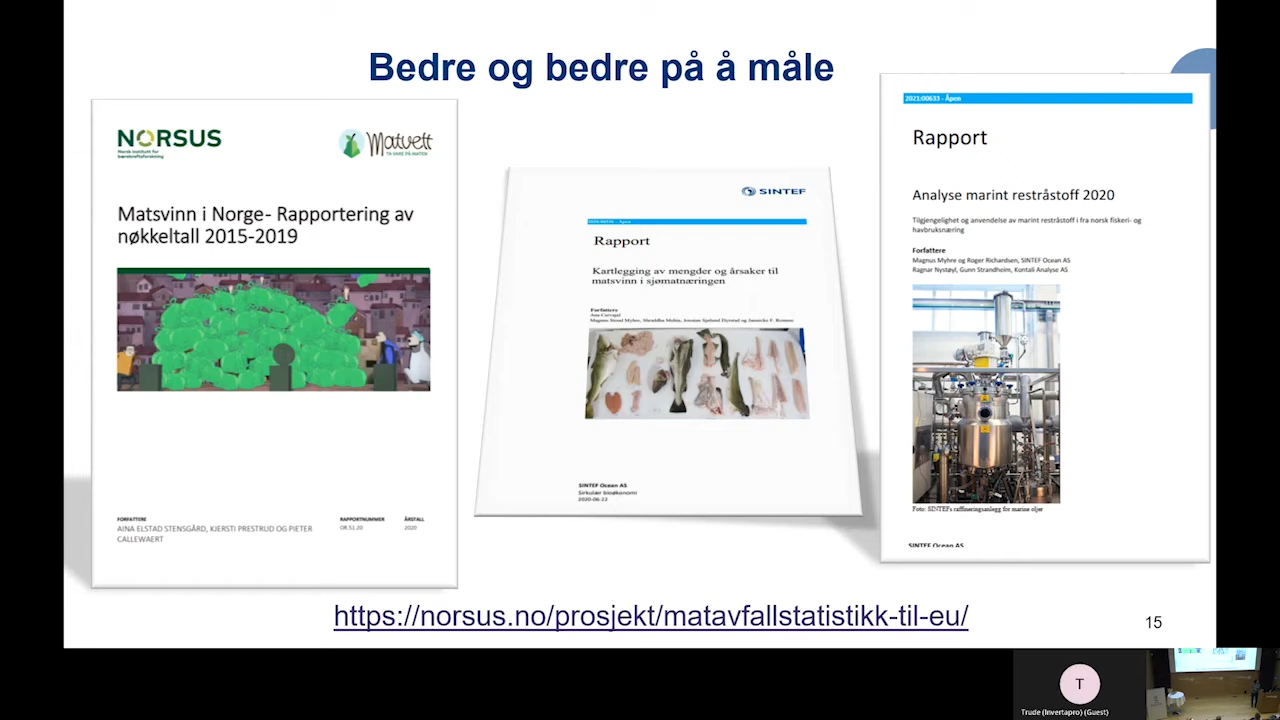 Bedre og bedre på å måle
NORSUS
Norsk institutt for
bærekraftsforskning
Matvett
TA VARE PÅ MATEN
Matsvinn i Norge- Rapportering av
nøkkeltall 2015-2019
FORFATTERE
AINA ELSTAD STENSGÅRD, KJERSTI PRESTRUD OG PIETER
CALLEWAERT
RAPPORTNUMMER
OR.51.20
ÅRSTALL
2020
SINTEF
Rapport
Kartlegging av mengder og årsaker til
matsvinn i sjømatnæringen
Forfattere
Ana Carvajal
SINTEF Ocean AS
Sirkulær bioøkonomi
2020-06-22
2021:00633 - Åpen
Rapport
Analyse marint restråstoff 2020
Tilgjengelighet og anvendelse av marint restråstoff i fra norsk fiskeri- og
havbruksnæring
Forfattere
Magnus Myhre og Roger Richardsen, SINTEF Ocean AS
Ragnar Nystøyl, Gunn Strandheim, Kontali Analyse AS
Foto: SINTEFs raffineringsanlegg for marine oljer
SINTEF Ocean AS
https://norsus.no/prosjekt/matavfallstatistikk-til-eu/
15
T
Trude (Invertapro) (Guest)